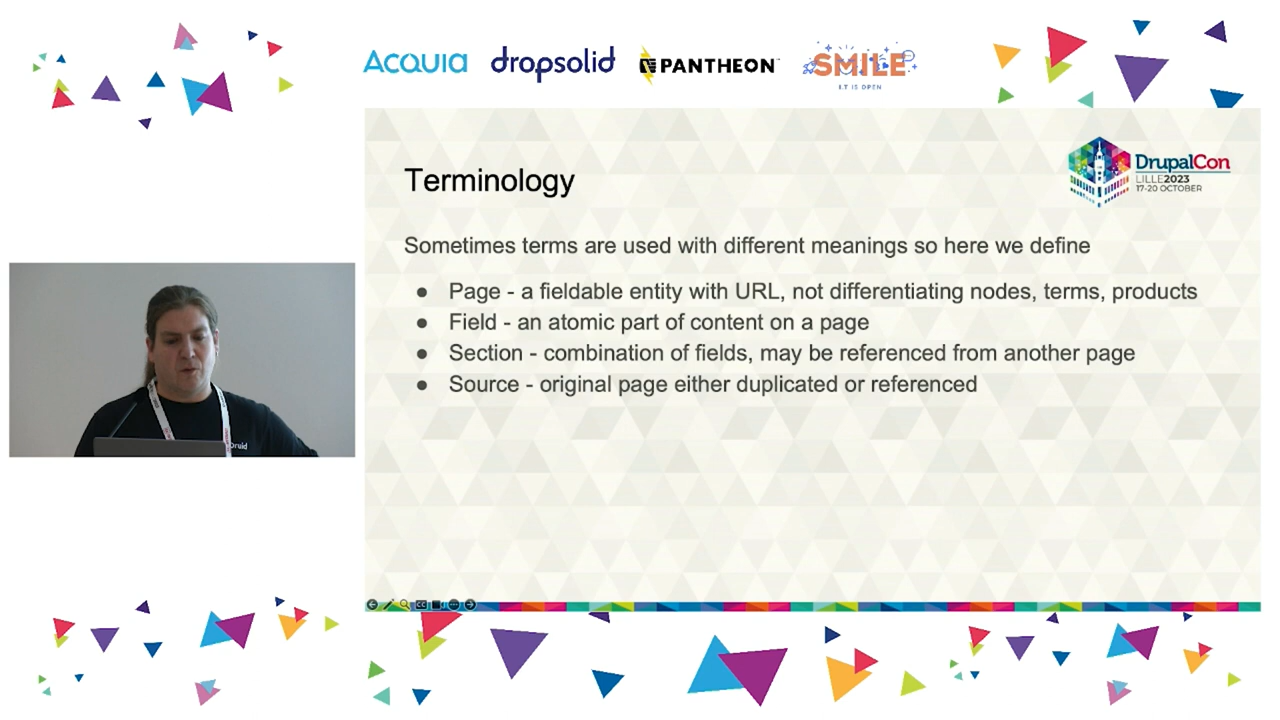 ACQUIA dropsolid PANTHEON SMILE
I.T IS OPEN
DrupalCon
LILLE2023
17-20 OCTOBER
Terminology
Sometimes terms are used with different meanings so here we define
● Page - a fieldable entity with URL, not differentiating nodes, terms, products
● Field - an atomic part of content on a page
● Section - combination of fields, may be referenced from another page
● Source - original page either duplicated or referenced
Druid